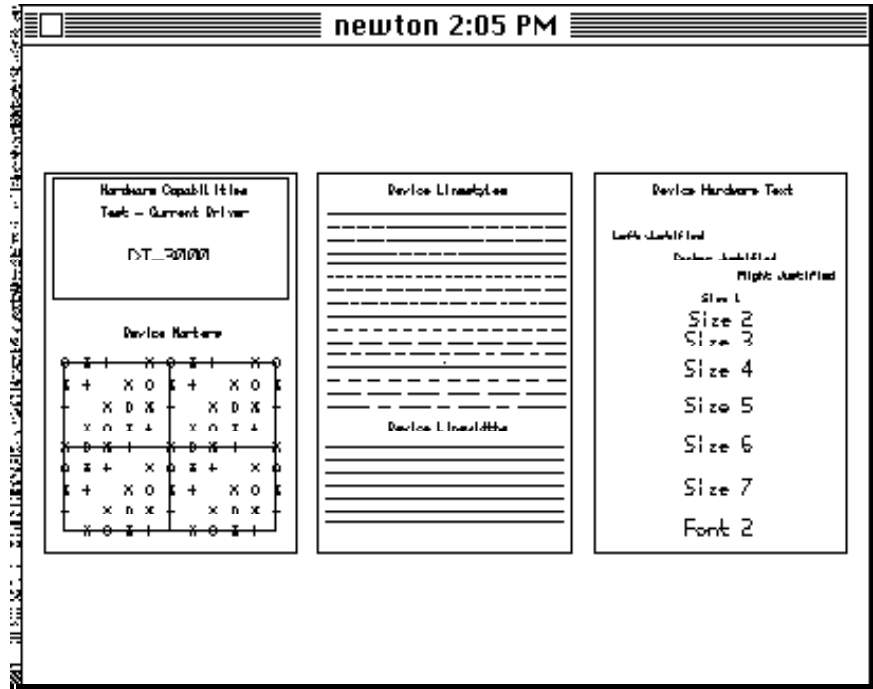 newton 2:05 PM
Hardware Capabilities
Test - Current Driver
DT_3000
Device Markers
Device Linestyles
Device Linewidths
Device Hardware Text
Left Justified
Center Justified
Right Justified
Size 1
Size 2
Size 3
Size 4
Size 5
Size 6
Size 7
Font 2